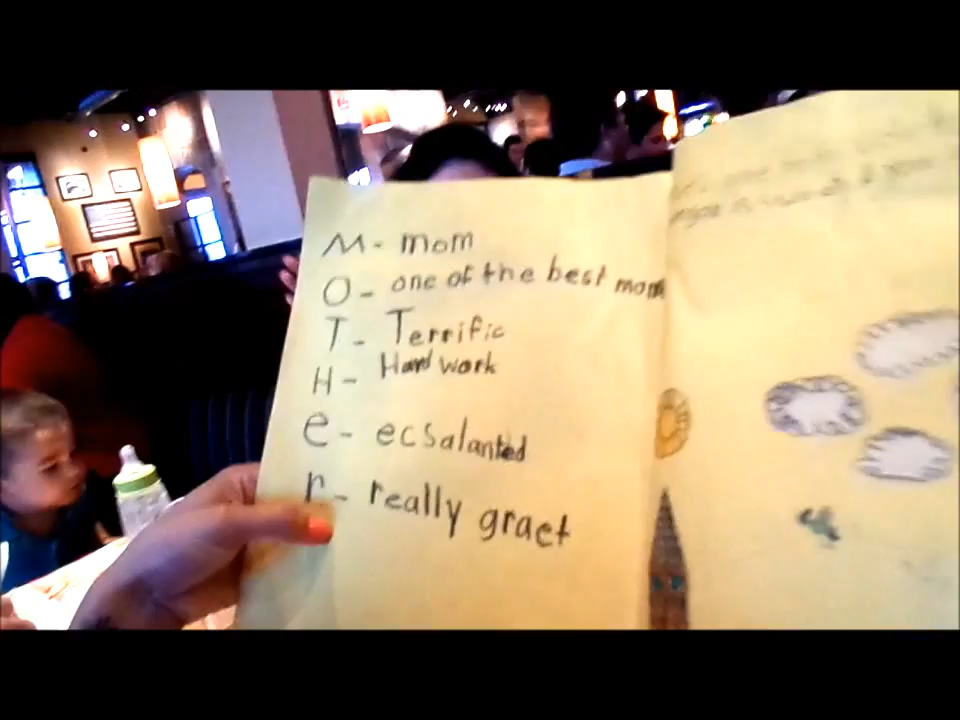 M - mom
O - one of the best mom
T - Terrific
H - Hard work
e - ecsalanted
r - really graet